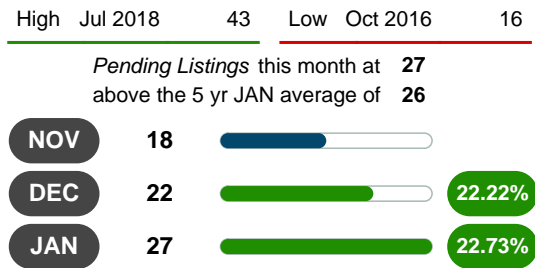 High Jul 2018 43 Low Oct 2016 16
Pending Listings this month at 27
above the 5 yr JAN average of 26
NOV 18
DEC 22 22.22%
JAN 27 22.73%